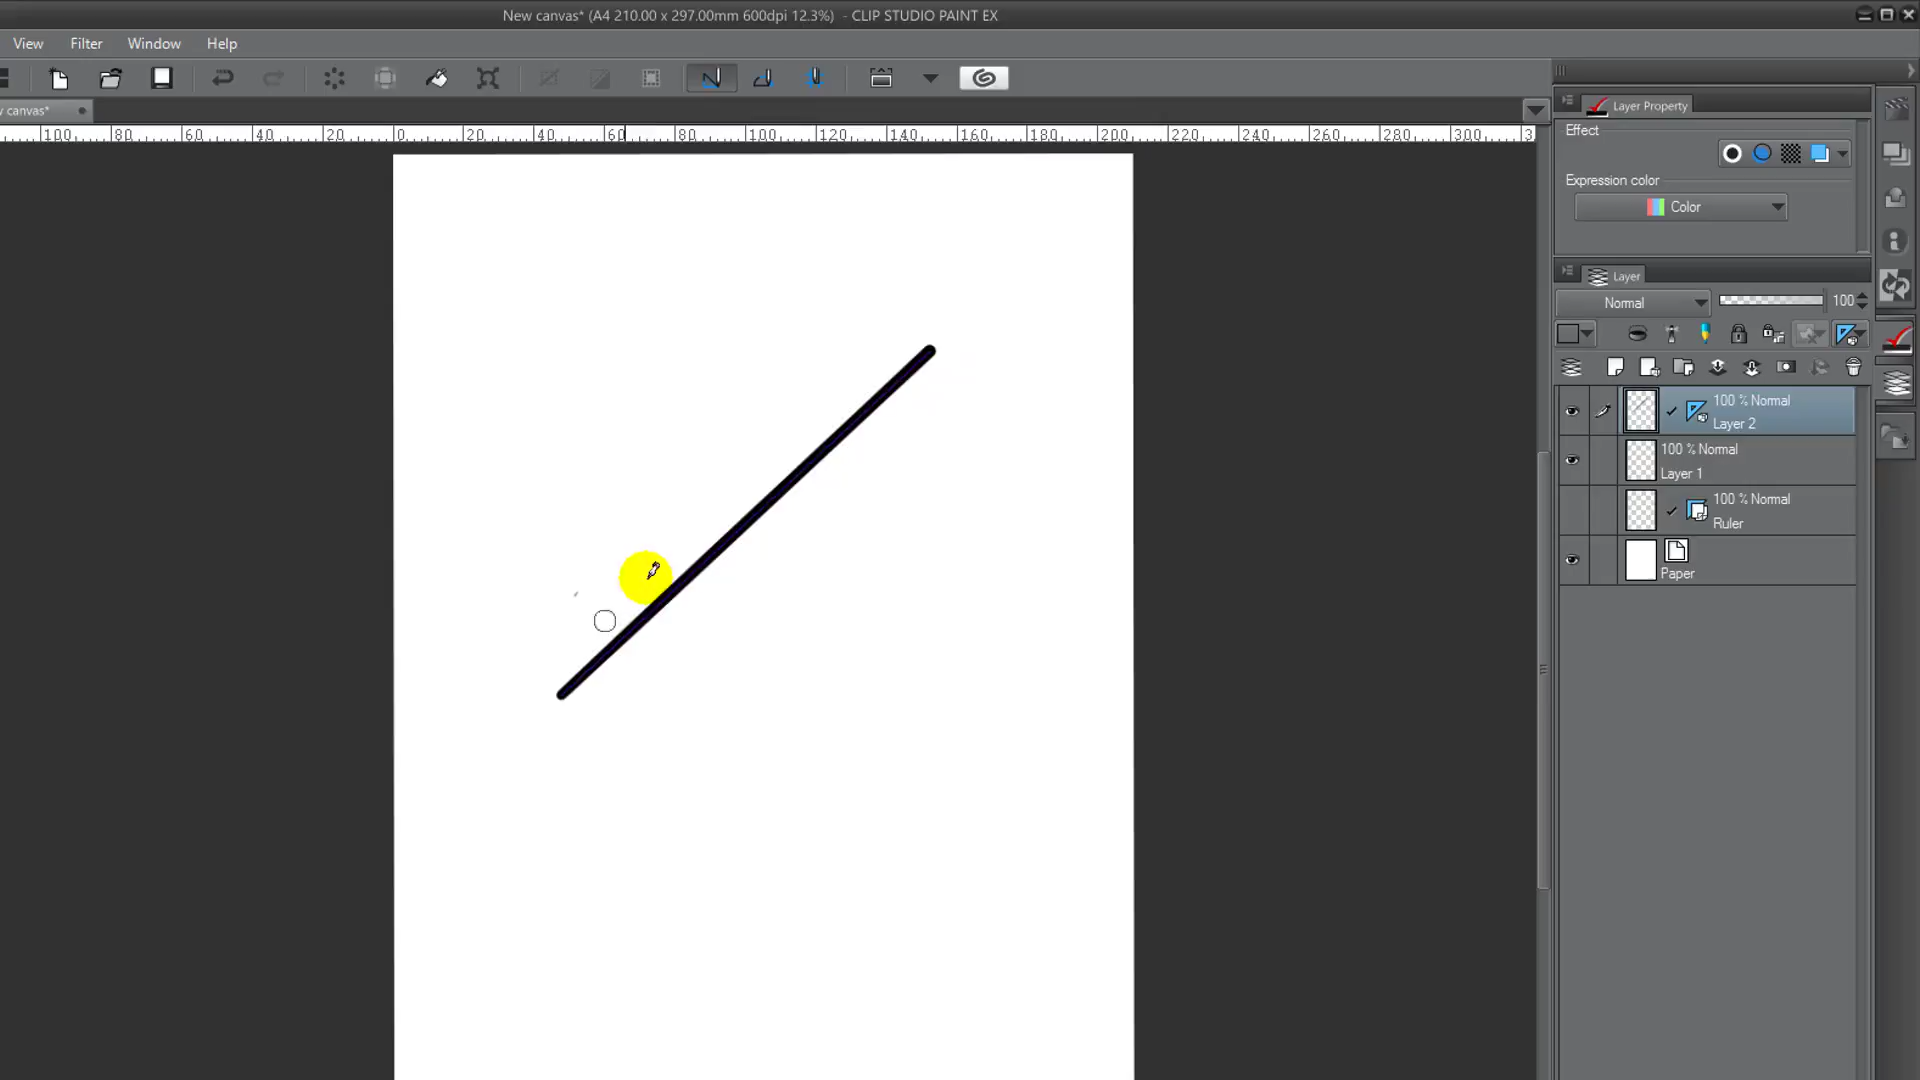 New canvas* (A4 210.00 x 297.00mm 600dpi 12.3%) - CLIP STUDIO PAINT EX
View Filter Window Help
canvas*
100 80 60 40 20 0 20 40 60 80 100 120 140 160 180 200 220 240 260 280 300
Layer Property
Effect
Expression color
Color
Layer
Normal 100
100 % Normal
Layer 2
100 % Normal
Layer 1
100 % Normal
Ruler
Paper